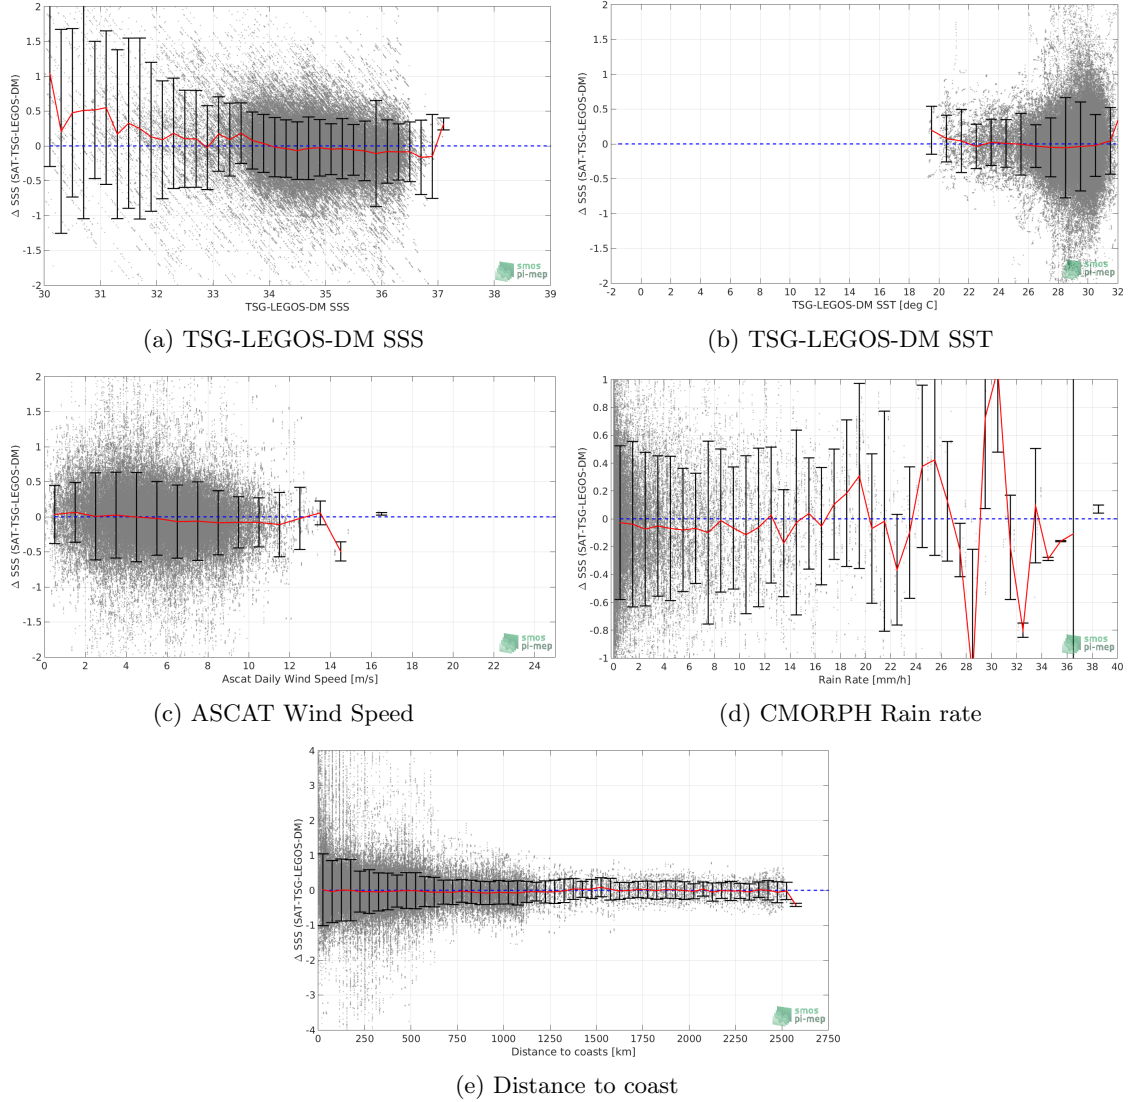 2
1.5
1
0.5
0
-0.5
-1
-1.5
-2
Δ SSS (SAT-TSG-LEGOS-DM)
30 31 32 33 34 35 36 37 38 39
TSG-LEGOS-DM SSS
smos
pi-mep
(a) TSG-LEGOS-DM SSS
2
1.5
1
0.5
0
-0.5
-1
-1.5
-2
Δ SSS (SAT-TSG-LEGOS-DM)
-2 0 2 4 6 8 10 12 14 16 18 20 22 24 26 28 30 32
TSG-LEGOS-DM SST [deg C]
smos
pi-mep
(b) TSG-LEGOS-DM SST
2
1.5
1
0.5
0
-0.5
-1
-1.5
-2
Δ SSS (SAT-TSG-LEGOS-DM)
0 2 4 6 8 10 12 14 16 18 20 22 24
Ascat Daily Wind Speed [m/s]
smos
pi-mep
(c) ASCAT Wind Speed
1
0.8
0.6
0.4
0.2
0
-0.2
-0.4
-0.6
-0.8
-1
Δ SSS (SAT-TSG-LEGOS-DM)
0 2 4 6 8 10 12 14 16 18 20 22 24 26 28 30 32 34 36 38 40
Rain Rate [mm/h]
smos
pi-mep
(d) CMORPH Rain rate
4
3
2
1
0
-1
-2
-3
-4
Δ SSS (SAT-TSG-LEGOS-DM)
0 250 500 750 1000 1250 1500 1750 2000 2250 2500 2750
Distance to coasts [km]
smos
pi-mep
(e) Distance to coast